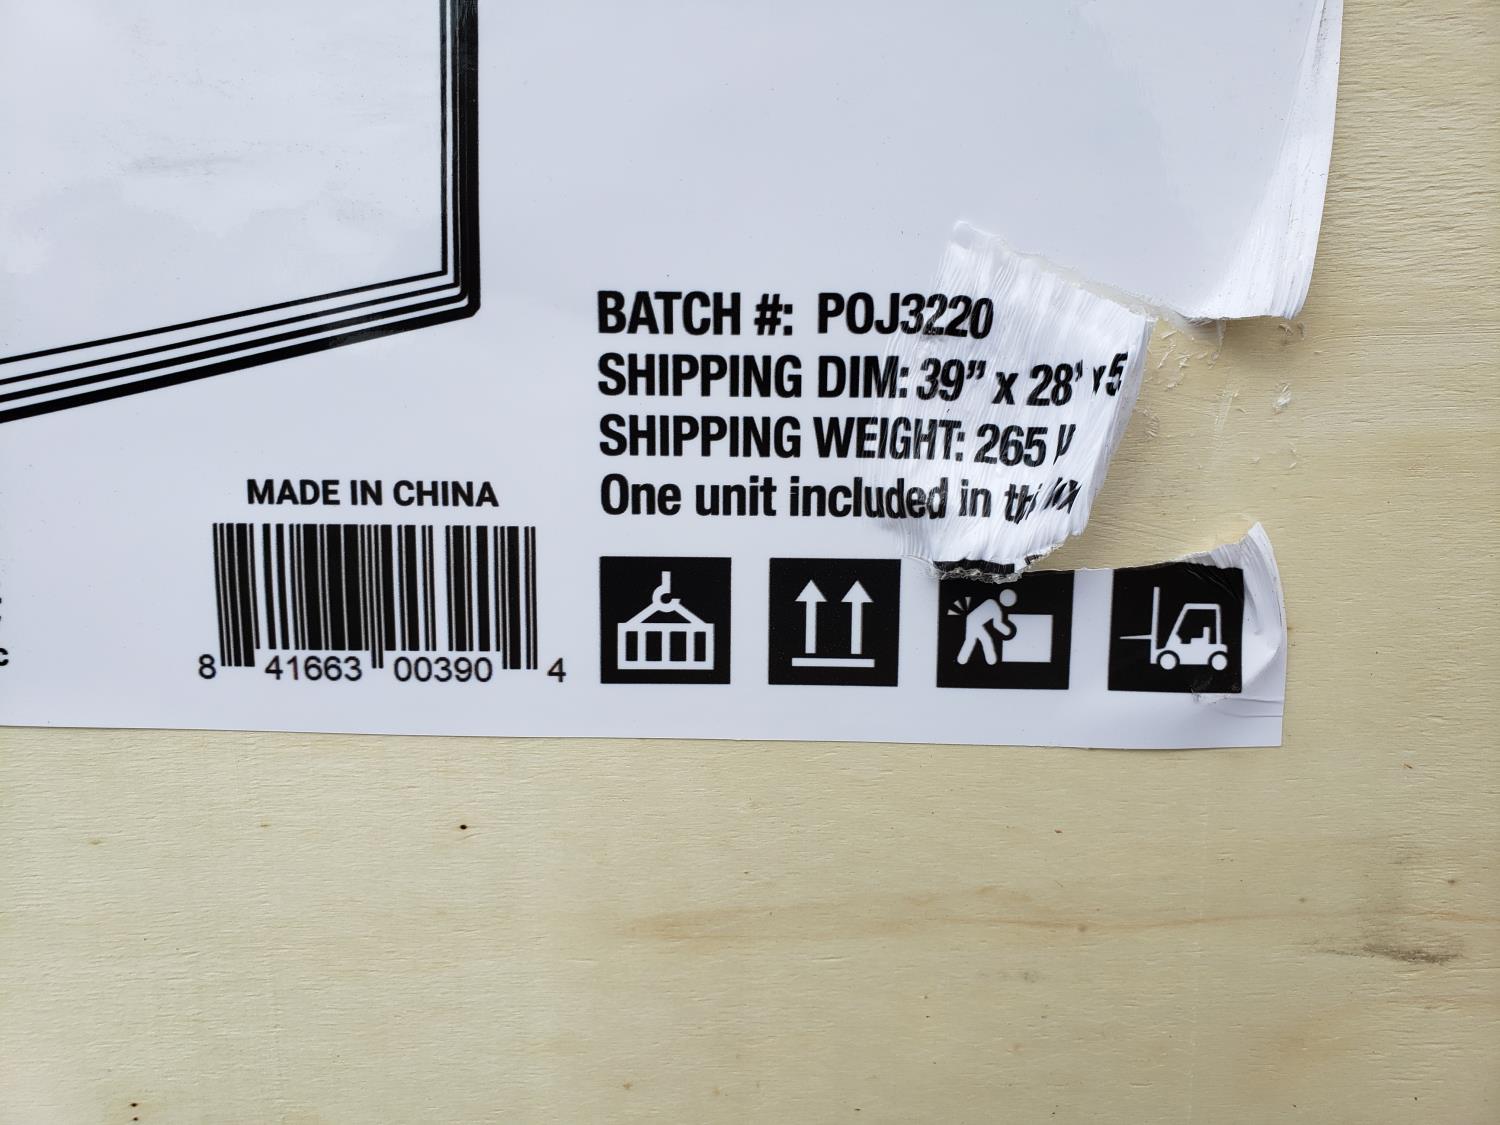 BATCH #: POJ3220
SHIPPING DIM: 39” x 28” x 5
SHIPPING WEIGHT: 265
One unit included in
MADE IN CHINA
8 41663 00390 4